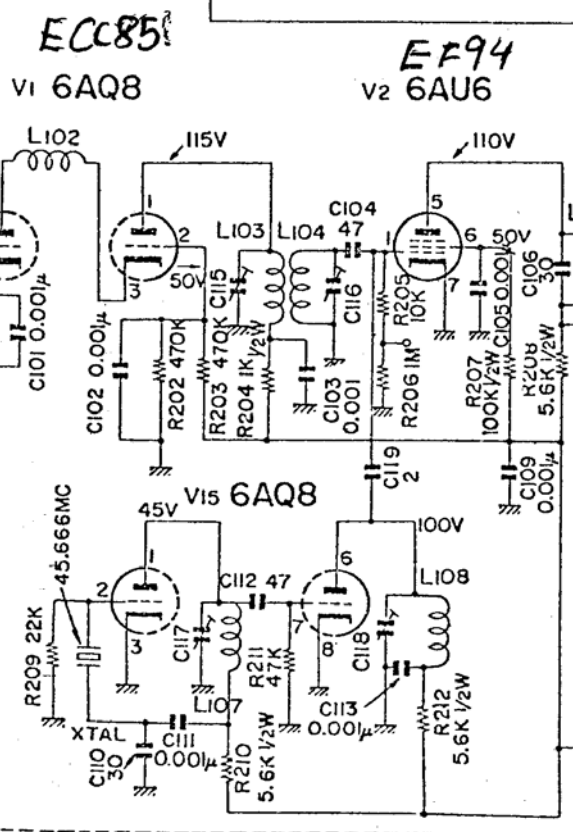 ECC85
EF94
V1 6AQ8
V2 6AU6
L102
115V
110V
1
2
3
50V
C101 0.001μ
C102 0.001μ
R202 470K
R203 470K
R204 1K
1/2W
L103
L104
C115
C116
C103
0.001
C104
47
1
5
6
7
50V
R205
10K
R206 1M
C105 0.001μ
R207
100K 1/2W
C106
30
R208
5.6K 1/2W
C109
0.001μ
C119
2
V15 6AQ8
45V
100V
45.666MC
1
2
3
R209 22K
XTAL
C110
30
C111
0.001μ
C117
L107
R210
5.6K 1/2W
C112 47
R211
47K
6
7
8
C118
L108
C113
0.001μ
R212
5.6K 1/2W